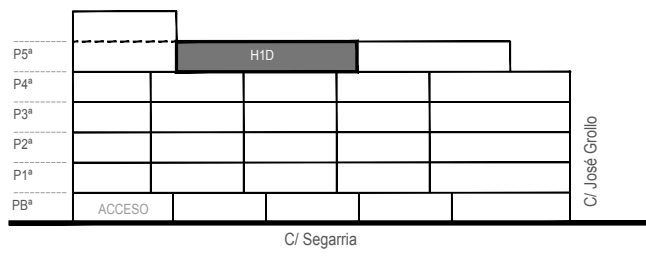 P5ª
H1D
P4ª
P3ª
P2ª
P1ª
PBª
ACCESO
C/ José Grollo
C/ Segarria